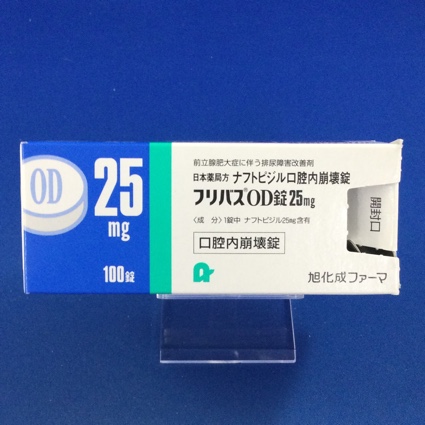 OD
25
mg
100錠
前立腺肥大症に伴う排尿障害改善剤
日本薬局方 ナフトピジル口腔内崩壊錠
フリバス®OD錠25mg
〈成 分〉1錠中 ナフトピジル25mg含有
口腔内崩壊錠
旭化成ファーマ
開封口